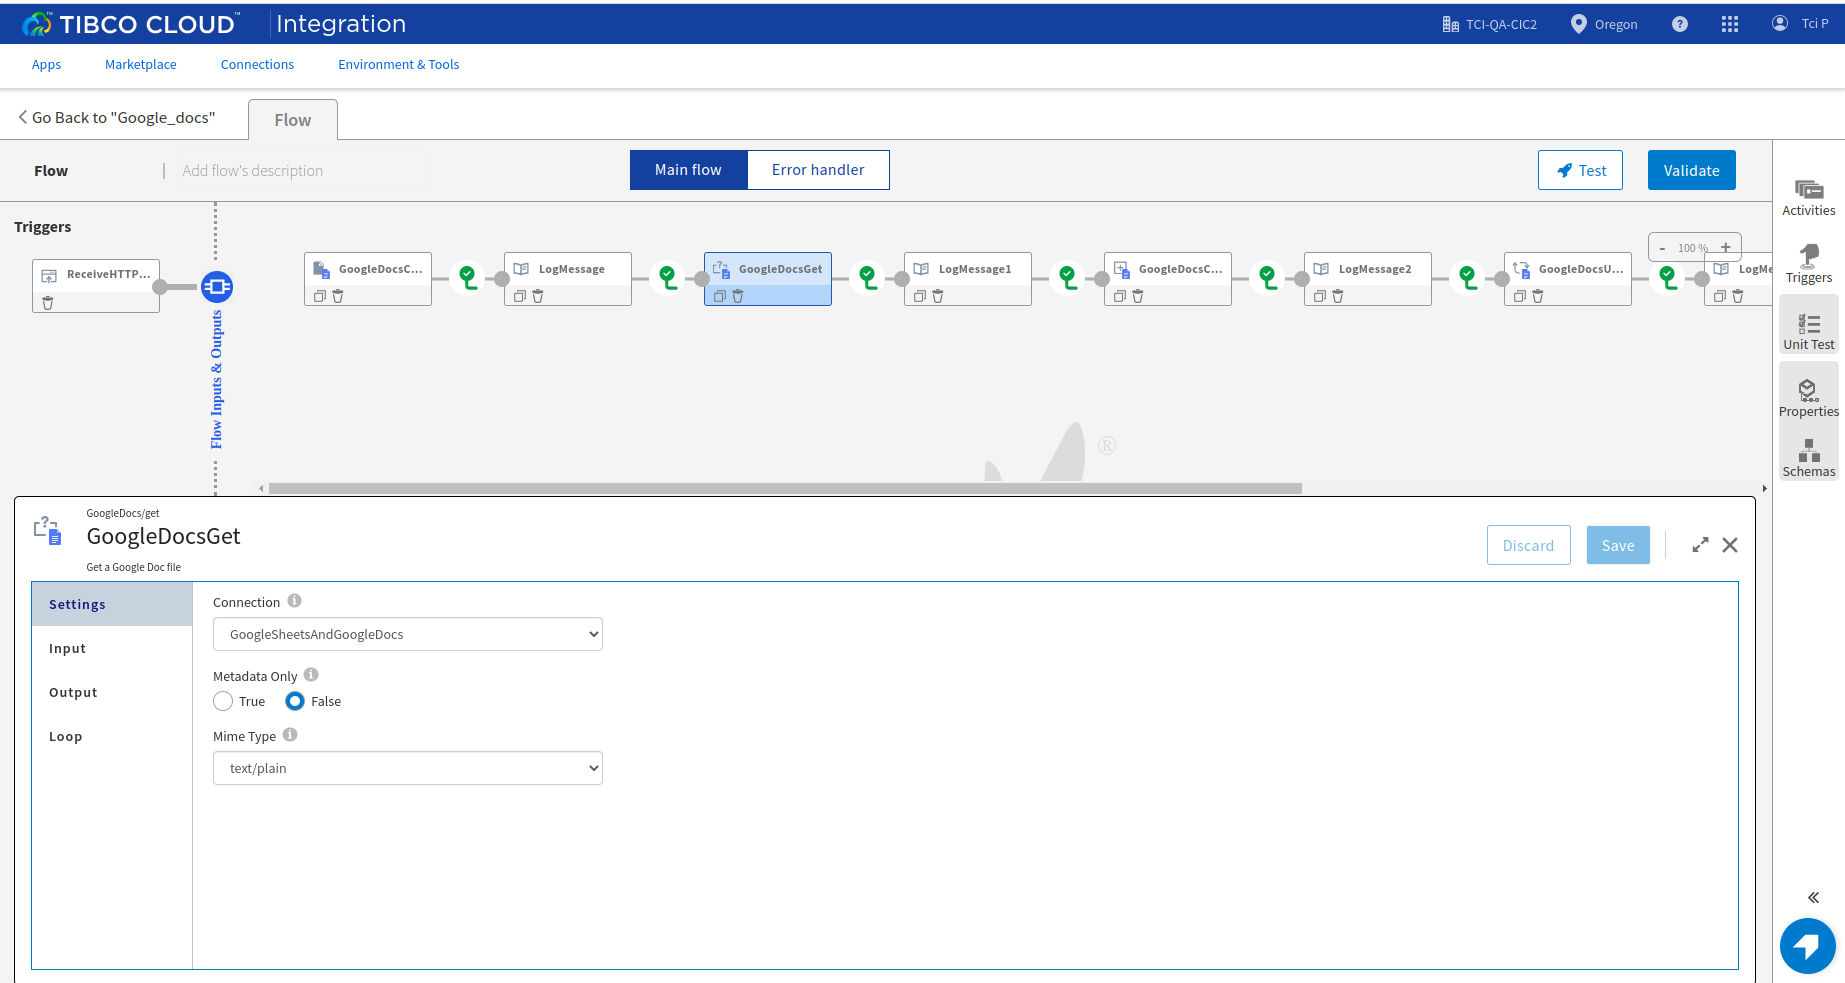 TIBCO CLOUD™ Integration
TCI-QA-CIC2
Oregon
?
Tci P
Apps
Marketplace
Connections
Environment & Tools
Go Back to "Google_docs"
Flow
Flow
Add flow's description
Main flow
Error handler
Test
Validate
Activities
Triggers
Unit Test
Properties
Schemas
Triggers
- 100 % +
ReceiveHTTP...
GoogleDocsC...
LogMessage
GoogleDocsGet
LogMessage1
GoogleDocsC...
LogMessage2
GoogleDocsU...
LogMe
Flow Inputs & Outputs
®
GoogleDocs/get
GoogleDocsGet
Get a Google Doc file
Discard
Save
Settings
Input
Output
Loop
Connection
GoogleSheetsAndGoogleDocs
Metadata Only
True
False
Mime Type
text/plain